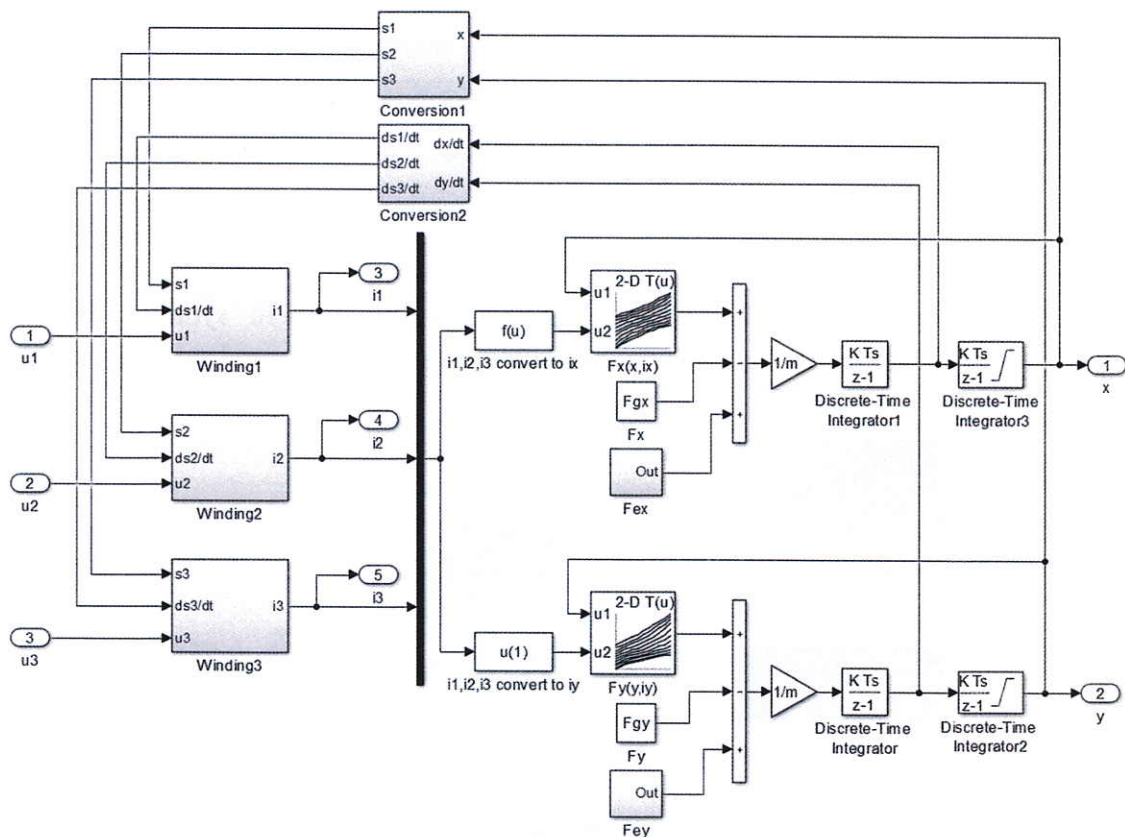 s1
s2
s3
x
y
Conversion1
ds1/dt
ds2/dt
ds3/dt
dx/dt
dy/dt
Conversion2
s1
ds1/dt
u1
i1
Winding1
1
u1
3
i1
s2
ds2/dt
u2
i2
Winding2
2
u2
4
i2
s3
ds3/dt
u3
i3
Winding3
3
u3
5
i3
f(u)
i1,i2,i3 convert to ix
2-D T(u)
u1
u2
Fx(x,ix)
Fgx
Fx
Out
Fex
+
−
+
1/m
K Ts
z-1
Discrete-Time
Integrator1
K Ts
z-1
Discrete-Time
Integrator3
1
x
u(1)
i1,i2,i3 convert to iy
2-D T(u)
u1
u2
Fy(y,iy)
Fgy
Fy
Out
Fey
+
−
+
1/m
K Ts
z-1
Discrete-Time
Integrator
K Ts
z-1
Discrete-Time
Integrator2
2
y